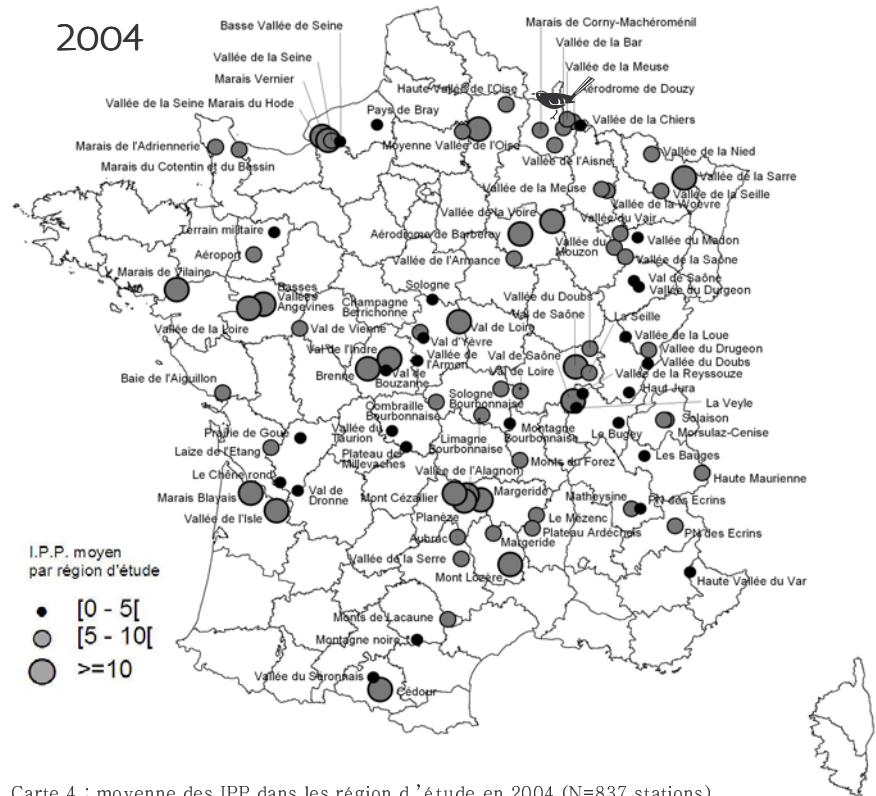 2004
Basse Vallée de Seine
Vallée de la Seine
Marais Vernier
Vallée de la Seine Marais du Hode
Marais de Corny-Machéroménil
Vallée de la Bar
Vallée de la Meuse
Aérodrome de Douzy
Haute Vallée de l'Oise
Pays de Bray
Vallée de la Chiers
Marais de l'Adriennerie
Moyenne Vallée de l'Oise
Vallée de la Nied
Marais du Cotentin et du Bessin
Vallée de l'Aisne
Vallée de la Sarre
Vallée de la Meuse
Vallée de la Seille
Vallée de la Woëvre
Vallée de la Voire
Vallée du Vair
Terrain militaire
Aérodrome de Barberey
Vallée du
Mouzon
Vallée du Madon
Aéroport
Vallée de l'Armance
Vallée de la Saône
Marais de Vilaine
Val de Saône
Vallée du Durgeon
Basses
Vallées
Angevines
Sologne
Champagne
Berrichonne
Vallée du Doubs
Val de Saône
La Seille
Vallée de la Loire
Val de Vienne
Val de Loire
Val d'Yèvre
Vallée de la Loue
Val de l'Indre
Vallée de
l'Armon
Val de Saône
Vallée du Drugeon
Vallée du Doubs
Brenne
Val de
Bouzanne
Val de Loire
Vallée de la Reyssouze
Baie de l'Aiguillon
Haut Jura
Sologne
Bourbonnaise
Combraille
Bourbonnaise
La Veyle
Solaison
Prairie de Goue
Vallée du
Taurion
Montagne
Bourbonnaise
Le Bugey
Morsulaz-Cenise
Laize de l'Etang
Limagne
Bourbonnaise
Plateau de
Millevaches
Monts du Forez
Les Bauges
Le Chêne rond
Vallée de l'Alagnon
Haute Maurienne
Marais Blayais
Val de
Dronne
Mont Cézallier
Margeride
Matheysine
PN des Ecrins
Vallée de l'Isle
Planèze
Le Mézenc
Plateau Ardéchois
PN des Ecrins
Aubrac
Margeride
I.P.P. moyen
par région d'étude
Vallée de la Serre
Mont Lozère
Haute Vallée du Var
[0 - 5[
[5 - 10[
>=10
Monts de Lacaune
Montagne noire
Vallée du Séronnais
Cédour
Carte 4 : moyenne des IPP dans les région d'étude en 2004 (N=837 stations)